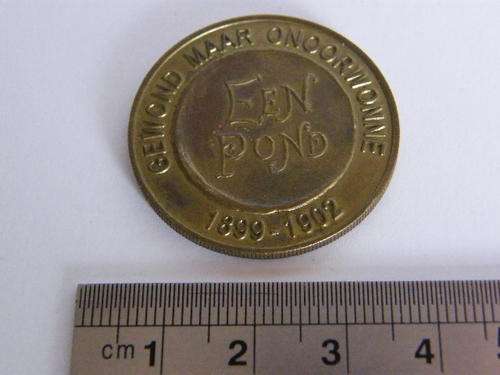 GEWOND MAAR ONOORWONNE
EEN
POND
1899-1902
cm 1 2 3 4